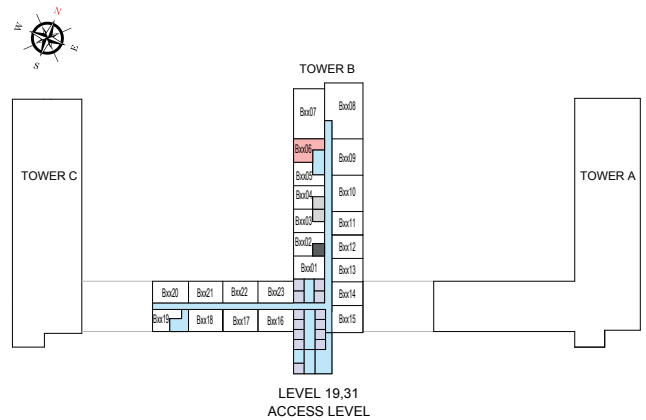 N
W
E
S
TOWER B
TOWER C
TOWER A
Bxx07
Bxx08
Bxx06
Bxx09
Bxx05
Bxx10
Bxx04
Bxx03
Bxx11
Bxx02
Bxx12
Bxx01
Bxx13
Bxx20 Bxx21 Bxx22 Bxx23
Bxx14
Bxx19 Bxx18 Bxx17 Bxx16
Bxx15
LEVEL 19,31
ACCESS LEVEL